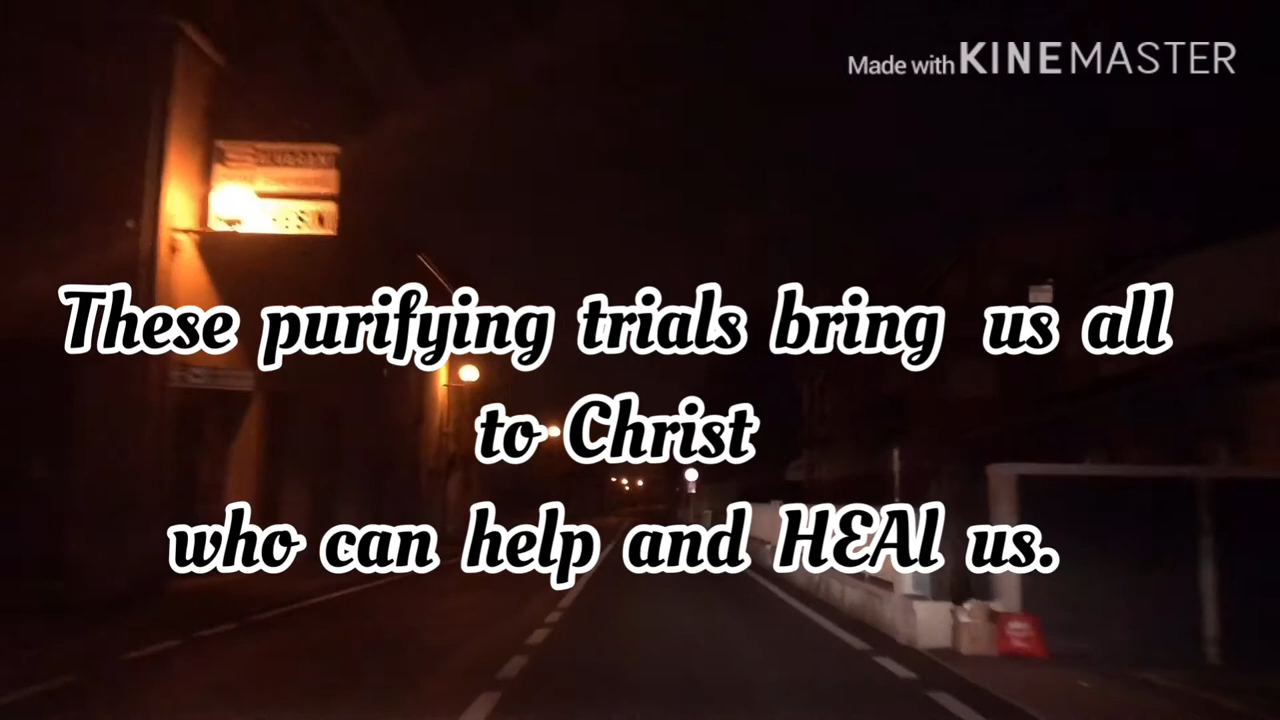 Made with KINEMASTER
These purifying trials bring us all
to Christ
who can help and HEAl us.